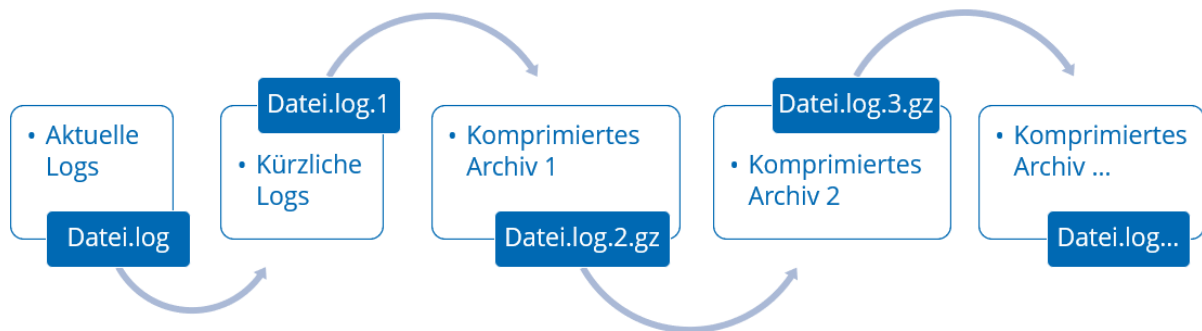 • Aktuelle
Logs
Datei.log
Datei.log.1
• Kürzliche
Logs
• Komprimiertes
Archiv 1
Datei.log.2.gz
Datei.log.3.gz
• Komprimiertes
Archiv 2
• Komprimiertes
Archiv ...
Datei.log...